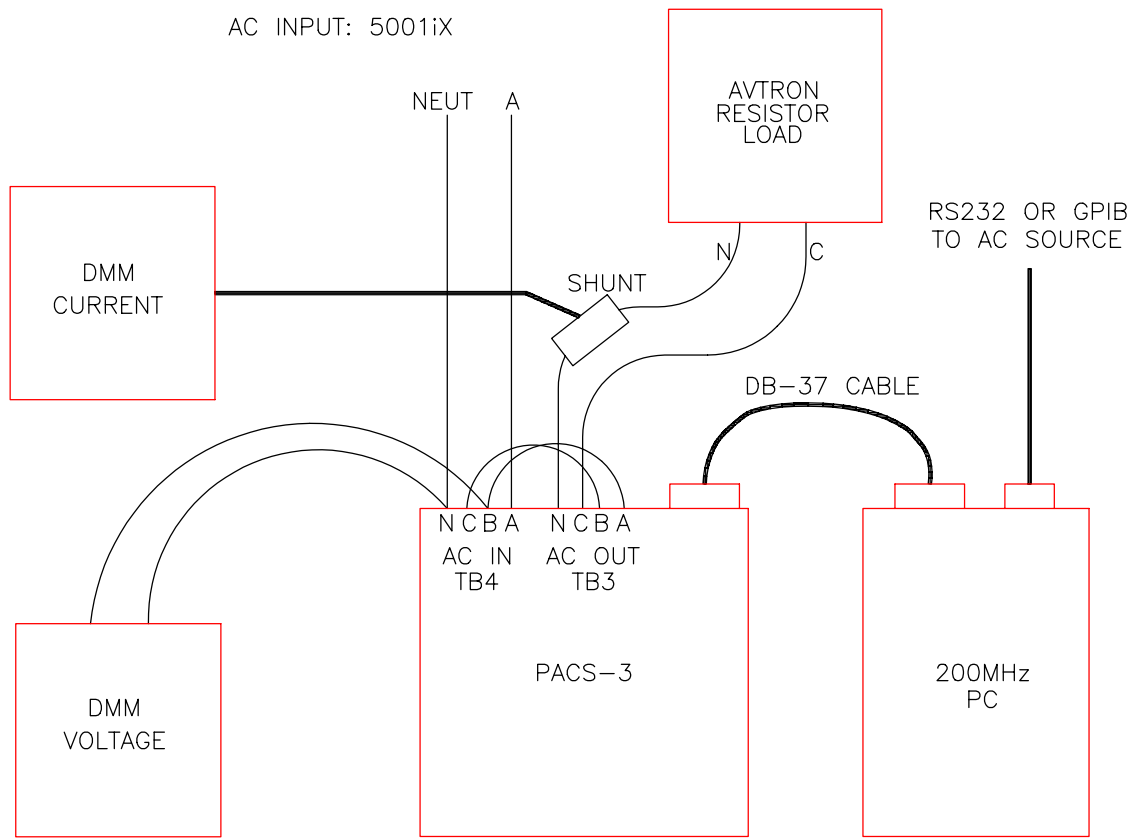 AC INPUT: 5001iX
NEUT A
AVTRON
RESISTOR
LOAD
RS232 OR GPIB
TO AC SOURCE
N C
DMM
CURRENT
SHUNT
DB-37 CABLE
N C B A N C B A
AC IN AC OUT
TB4 TB3
PACS-3
200MHz
PC
DMM
VOLTAGE